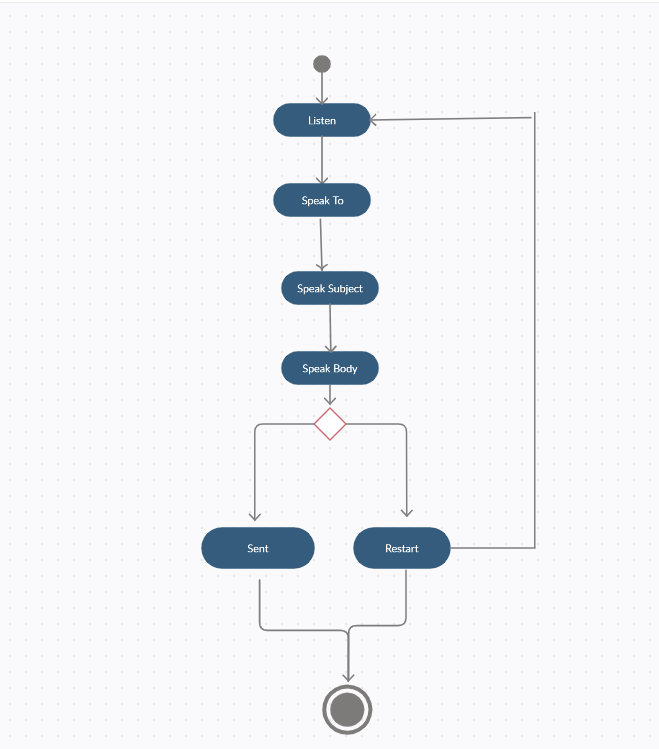 Listen
Speak To
Speak Subject
Speak Body
Sent
Restart